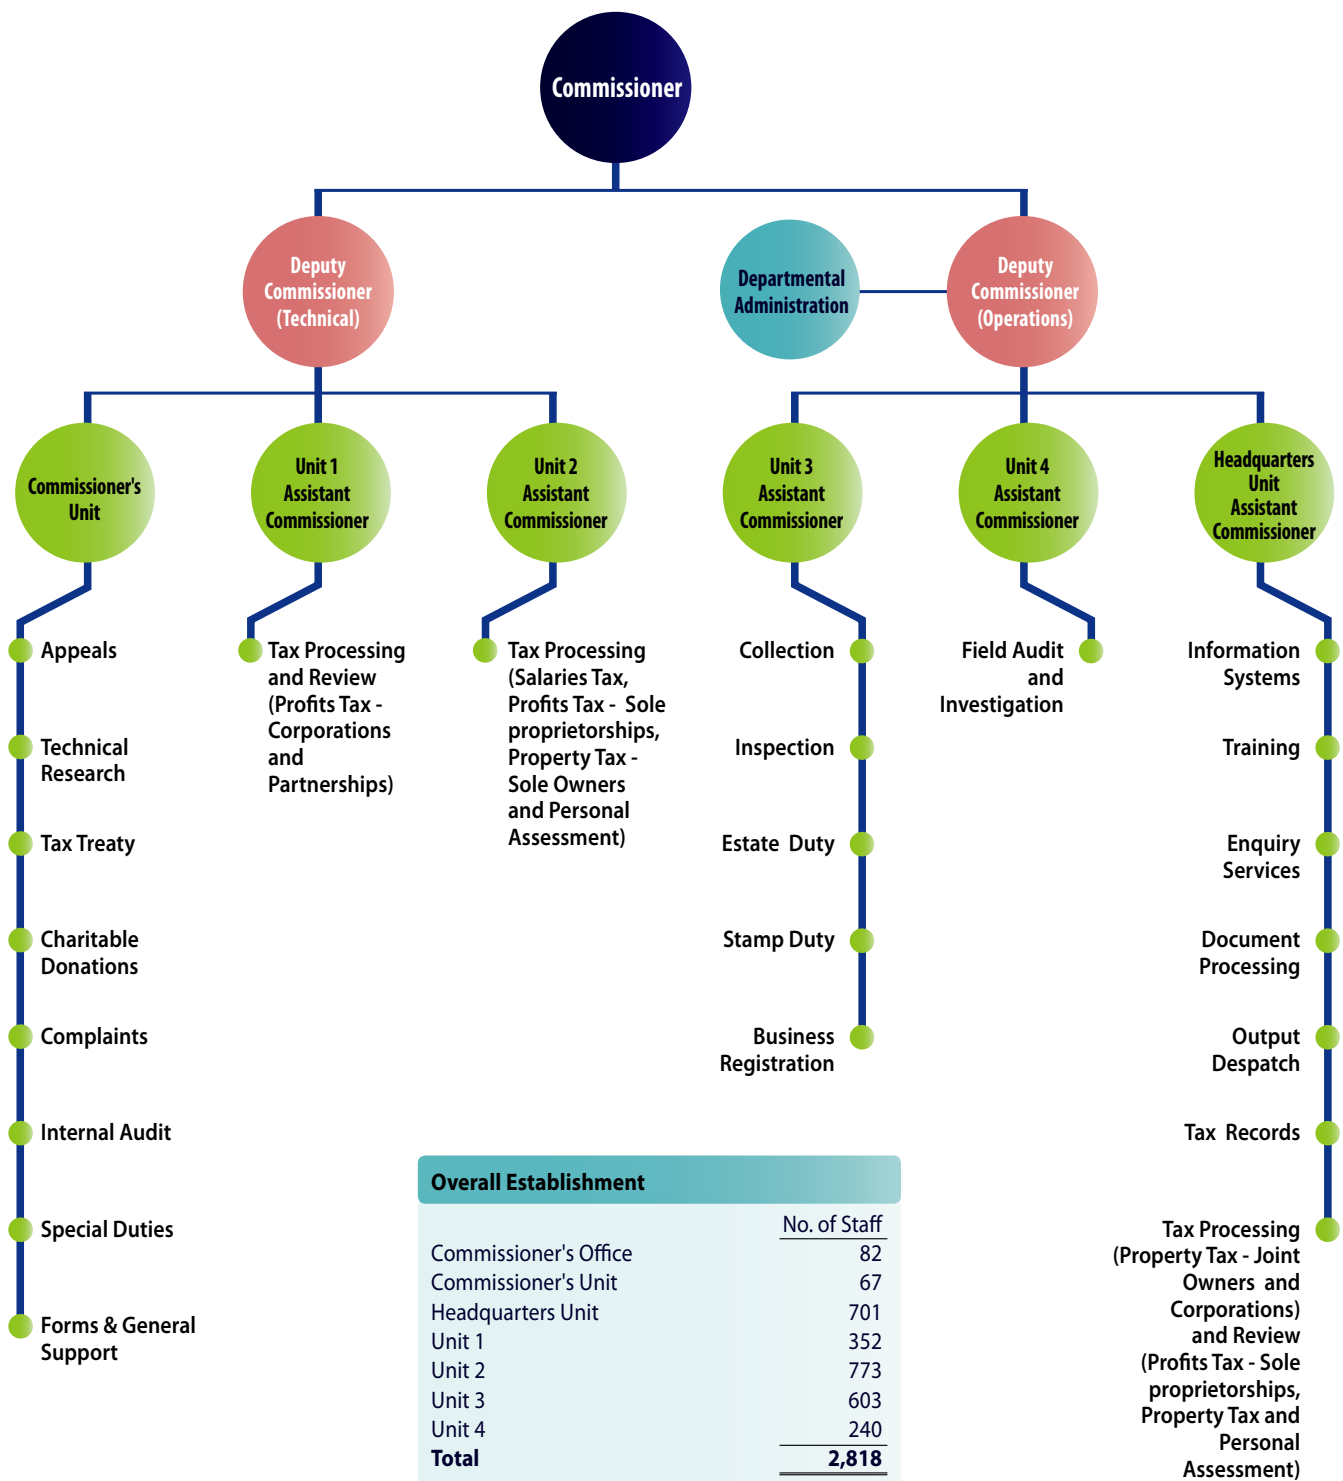 Commissioner
Deputy
Commissioner
(Technical)
Departmental
Administration
Deputy
Commissioner
(Operations)
Commissioner's
Unit
Unit 1
Assistant
Commissioner
Unit 2
Assistant
Commissioner
Unit 3
Assistant
Commissioner
Unit 4
Assistant
Commissioner
Headquarters
Unit
Assistant
Commissioner
Appeals
Technical
Research
Tax Treaty
Charitable
Donations
Complaints
Internal Audit
Special Duties
Forms & General
Support
Tax Processing
and Review
(Profits Tax -
Corporations
and
Partnerships)
Tax Processing
(Salaries Tax,
Profits Tax - Sole
proprietorships,
Property Tax -
Sole Owners
and Personal
Assessment)
Collection
Inspection
Estate Duty
Stamp Duty
Business
Registration
Field Audit
and
Investigation
Information
Systems
Training
Enquiry
Services
Document
Processing
Output
Despatch
Tax Records
Tax Processing
(Property Tax - Joint
Owners and
Corporations)
and Review
(Profits Tax - Sole
proprietorships,
Property Tax and
Personal
Assessment)
Overall Establishment
No. of Staff
Commissioner's Office 82
Commissioner's Unit 67
Headquarters Unit 701
Unit 1 352
Unit 2 773
Unit 3 603
Unit 4 240
Total 2,818